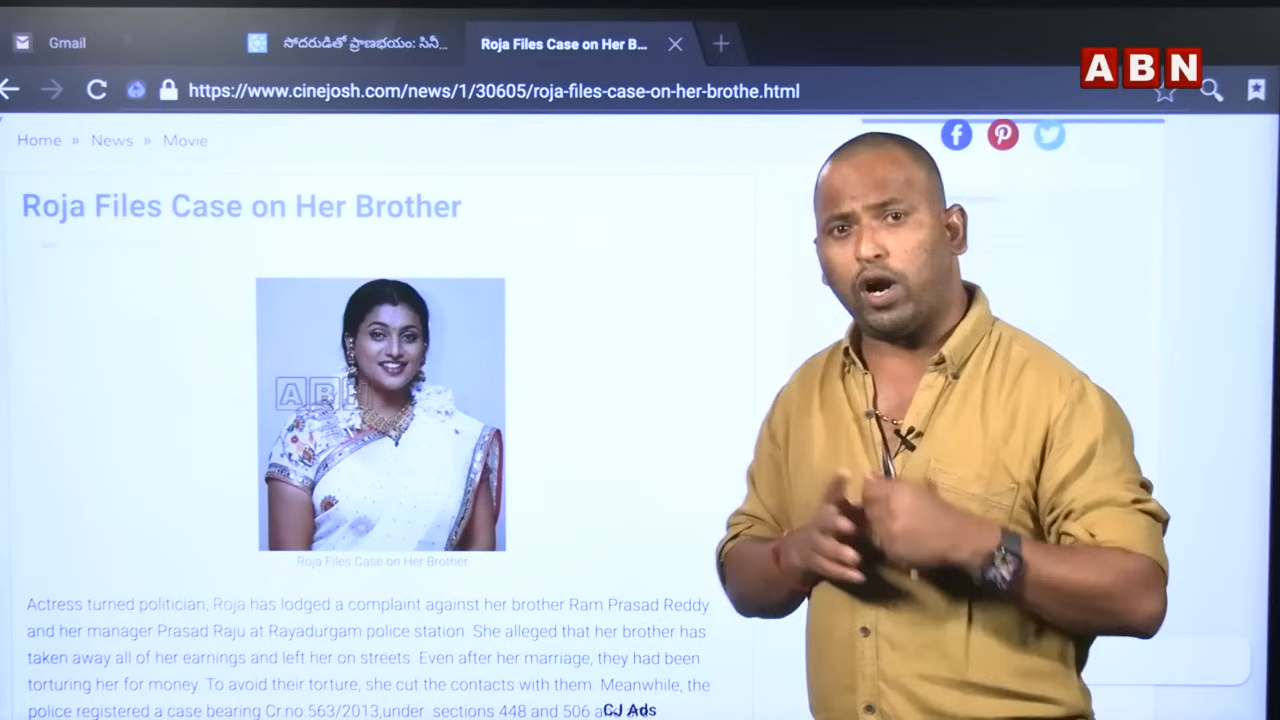 Gmail
సోదరుడితో ప్రాణభయం: సినీ...
Roja Files Case on Her B...
ABN
https://www.cinejosh.com/news/1/30605/roja-files-case-on-her-brothe.html
Home » News » Movie
Roja Files Case on Her Brother
ABN
Roja Files Case on Her Brother
Actress turned politician, Roja has lodged a complaint against her brother Ram Prasad Reddy
and her manager Prasad Raju at Rayadurgam police station. She alleged that her brother has
taken away all of her earnings and left her on streets. Even after her marriage, they had been
torturing her for money. To avoid their torture, she cut the contacts with them. Meanwhile, the
police registered a case bearing Cr.no.563/2013,under sections 448 and 506
CJ Ads